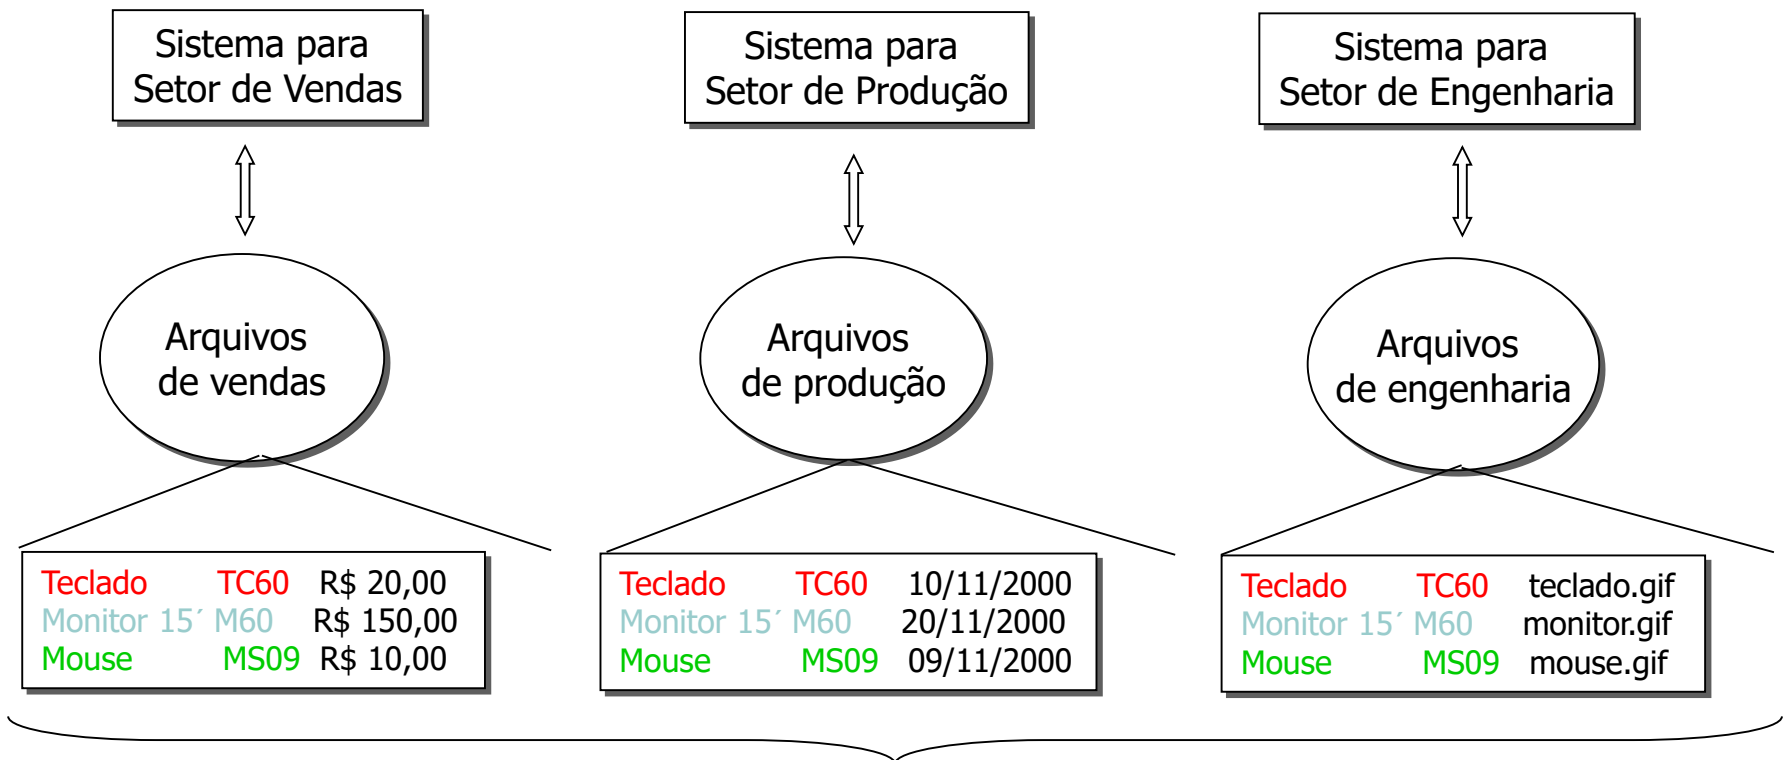 Sistema para
Setor de Vendas
Sistema para
Setor de Produção
Sistema para
Setor de Engenharia
Arquivos
de vendas
Arquivos
de produção
Arquivos
de engenharia
Teclado TC60 R$ 20,00
Monitor 15´ M60 R$ 150,00
Mouse MS09 R$ 10,00
Teclado TC60 10/11/2000
Monitor 15´ M60 20/11/2000
Mouse MS09 09/11/2000
Teclado TC60 teclado.gif
Monitor 15´ M60 monitor.gif
Mouse MS09 mouse.gif